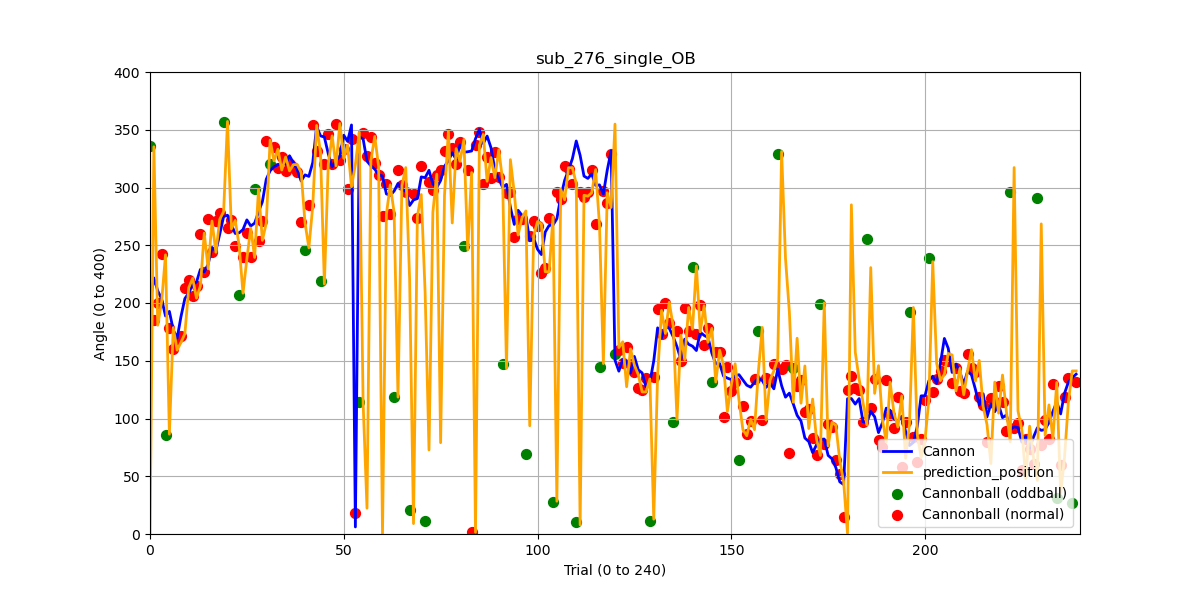 sub_276_single_OB
400
350
300
250
200
150
100
50
0
Angle (0 to 400)
0 50 100 150 200
Trial (0 to 240)
Cannon
prediction_position
Cannonball (oddball)
Cannonball (normal)